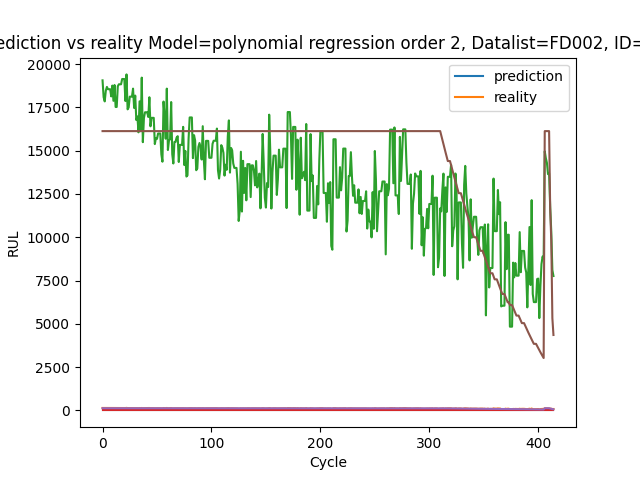 ediction vs reality Model=polynomial regression order 2, Datalist=FD002, ID=
prediction
reality
RUL
20000
17500
15000
12500
10000
7500
5000
2500
0
0 100 200 300 400
Cycle